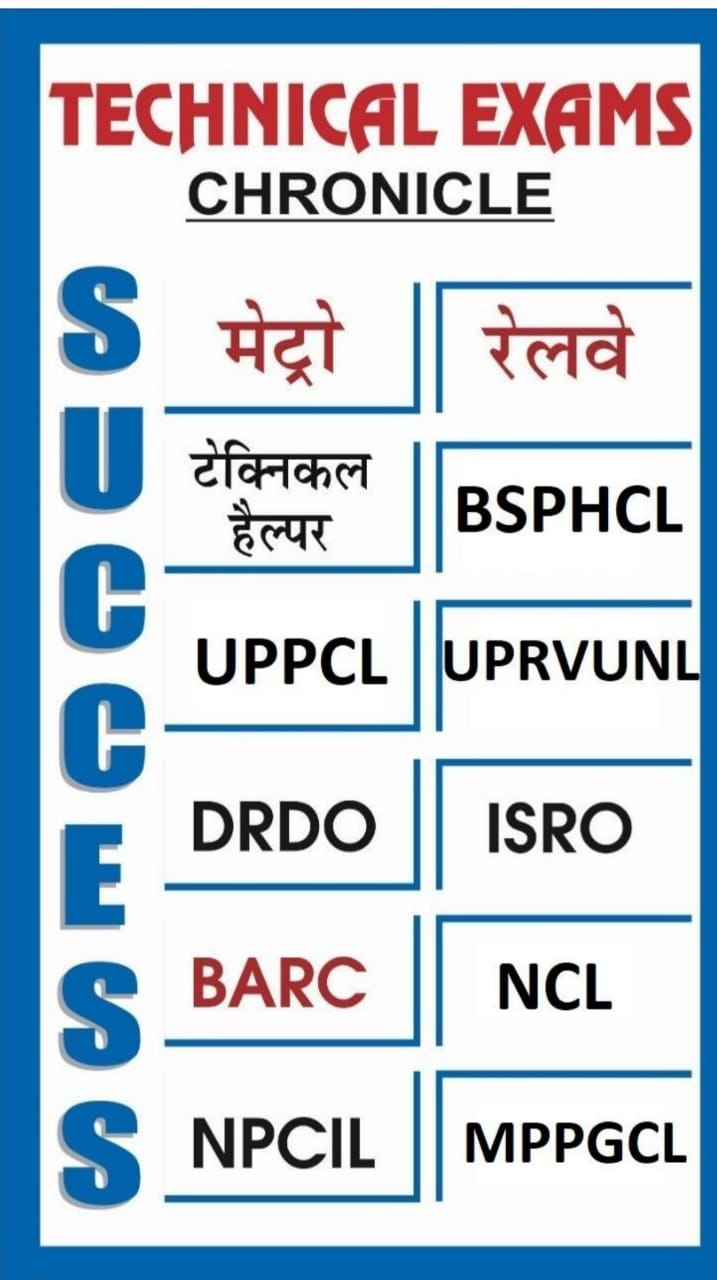 TECHNICAL EXAMS
CHRONICLE
SUCCESS
मेट्रो
रेलवे
टेक्निकल
हैल्पर
BSPHCL
UPPCL
UPRVUNL
DRDO
ISRO
BARC
NCL
NPCIL
MPPGCL